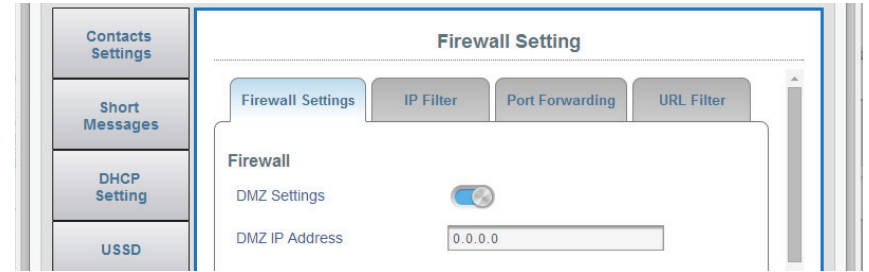 Contacts
Settings
Short
Messages
DHCP
Setting
USSD
Firewall Setting
Firewall Settings
IP Filter
Port Forwarding
URL Filter
Firewall
DMZ Settings
DMZ IP Address
0.0.0.0